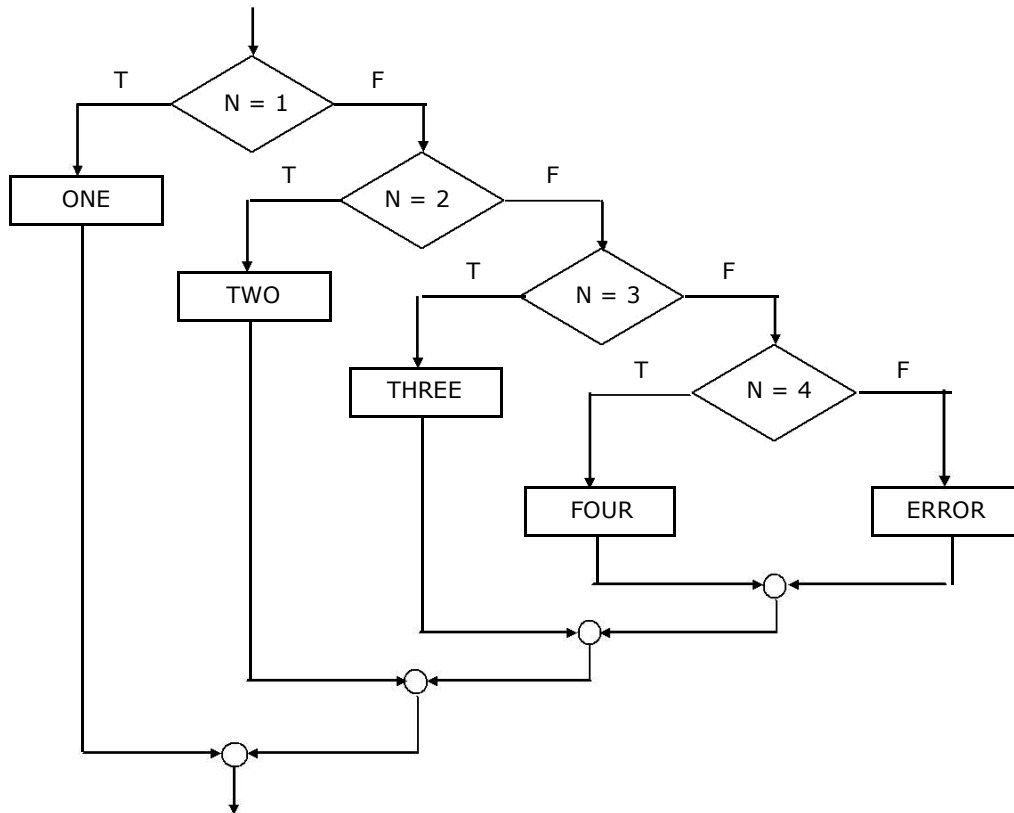 T
F
N = 1
T
F
ONE
N = 2
T
F
TWO
N = 3
T
F
THREE
N = 4
FOUR
ERROR